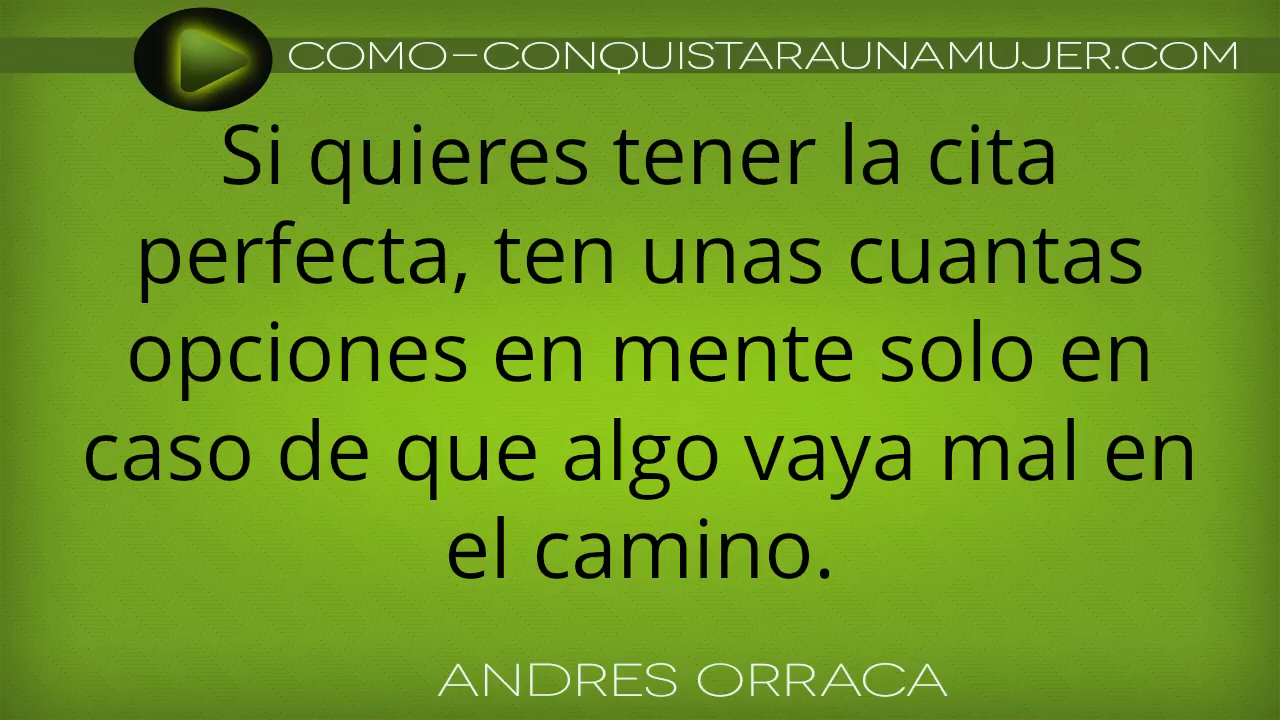 COMO-CONQUISTARAUNAMUJER.COM
Si quieres tener la cita
perfecta, ten unas cuantas
opciones en mente solo en
caso de que algo vaya mal en
el camino.
ANDRES ORRACA